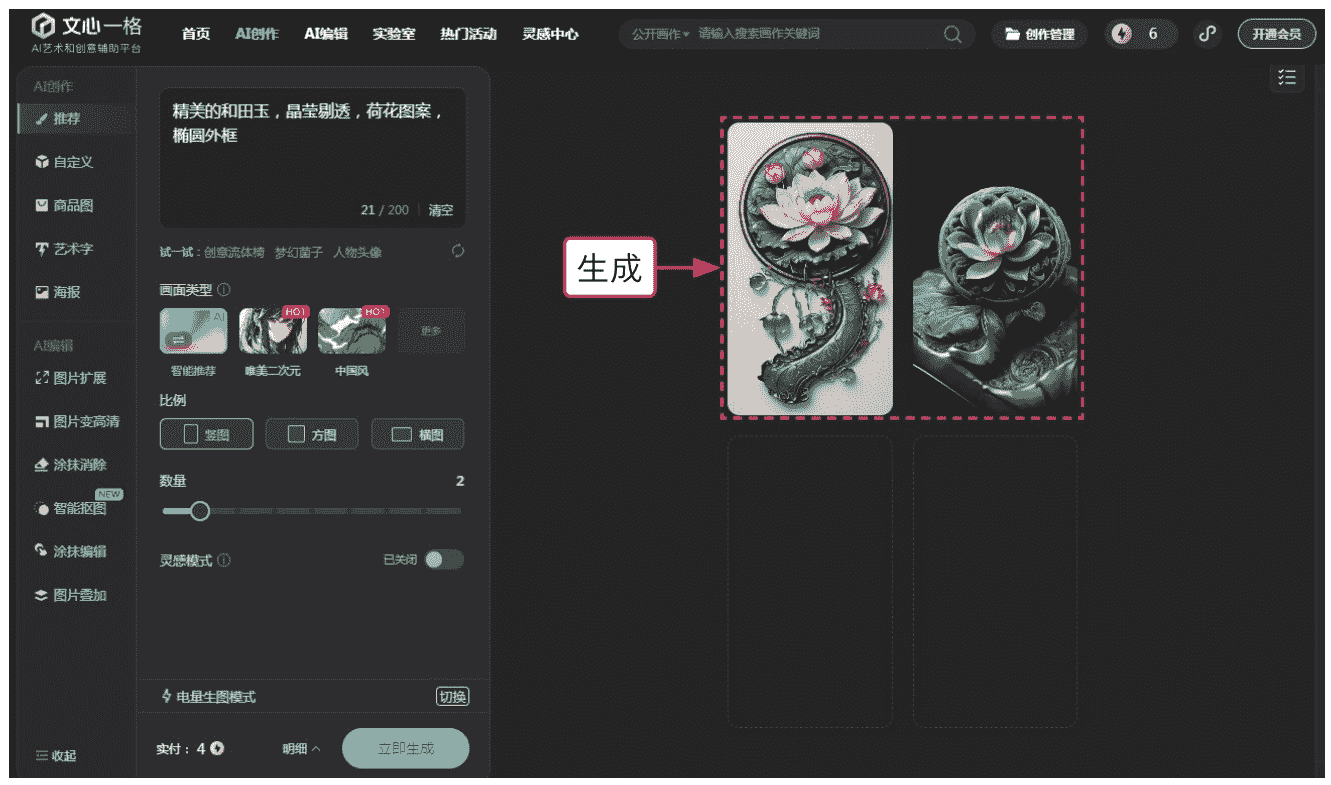 文心一格
AI艺术和创意辅助平台
首页 AI创作 AI编辑 实验室 热门活动 灵感中心
公开画作 请输入搜索画作关键词
创作管理
6
开通会员
AI创作
推荐
自定义
商品图
艺术字
海报
AI编辑
图片扩展
图片变高清
涂抹消除
NEW
智能抠图
涂抹编辑
图片叠加
收起
精美的和田玉，晶莹剔透，荷花图案，
椭圆外框
21 / 200 清空
试一试：创意流体椅 梦幻菌子 人物头像
画面类型
AI
HOT
HOT
更多
智能推荐 唯美二次元 中国风
比例
竖图 方图 横图
数量 2
灵感模式 已关闭
电量生图模式 切换
实付：4 明细 立即生成
生成